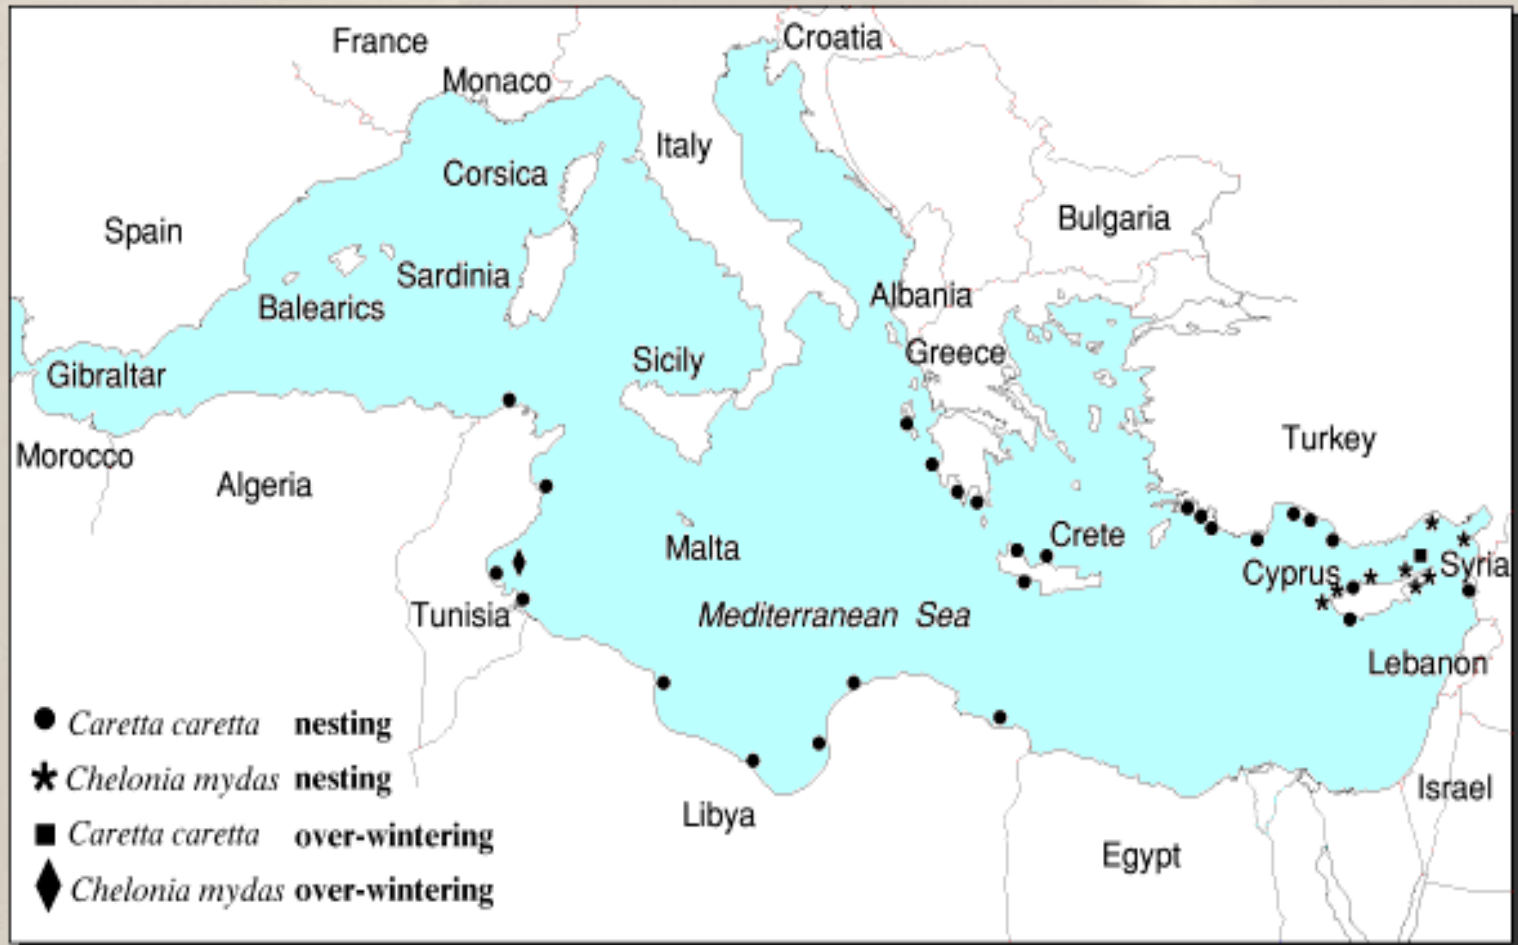 France
Croatia
Monaco
Italy
Corsica
Spain
Bulgaria
Sardinia
Balearics
Albania
Greece
Sicily
Gibraltar
Turkey
Morocco
Algeria
Crete
Malta
Cyprus
Syria
Tunisia
Mediterranean Sea
Lebanon
Caretta caretta nesting
Chelonia mydas nesting
Israel
Libya
Caretta caretta over-wintering
Egypt
Chelonia mydas over-wintering